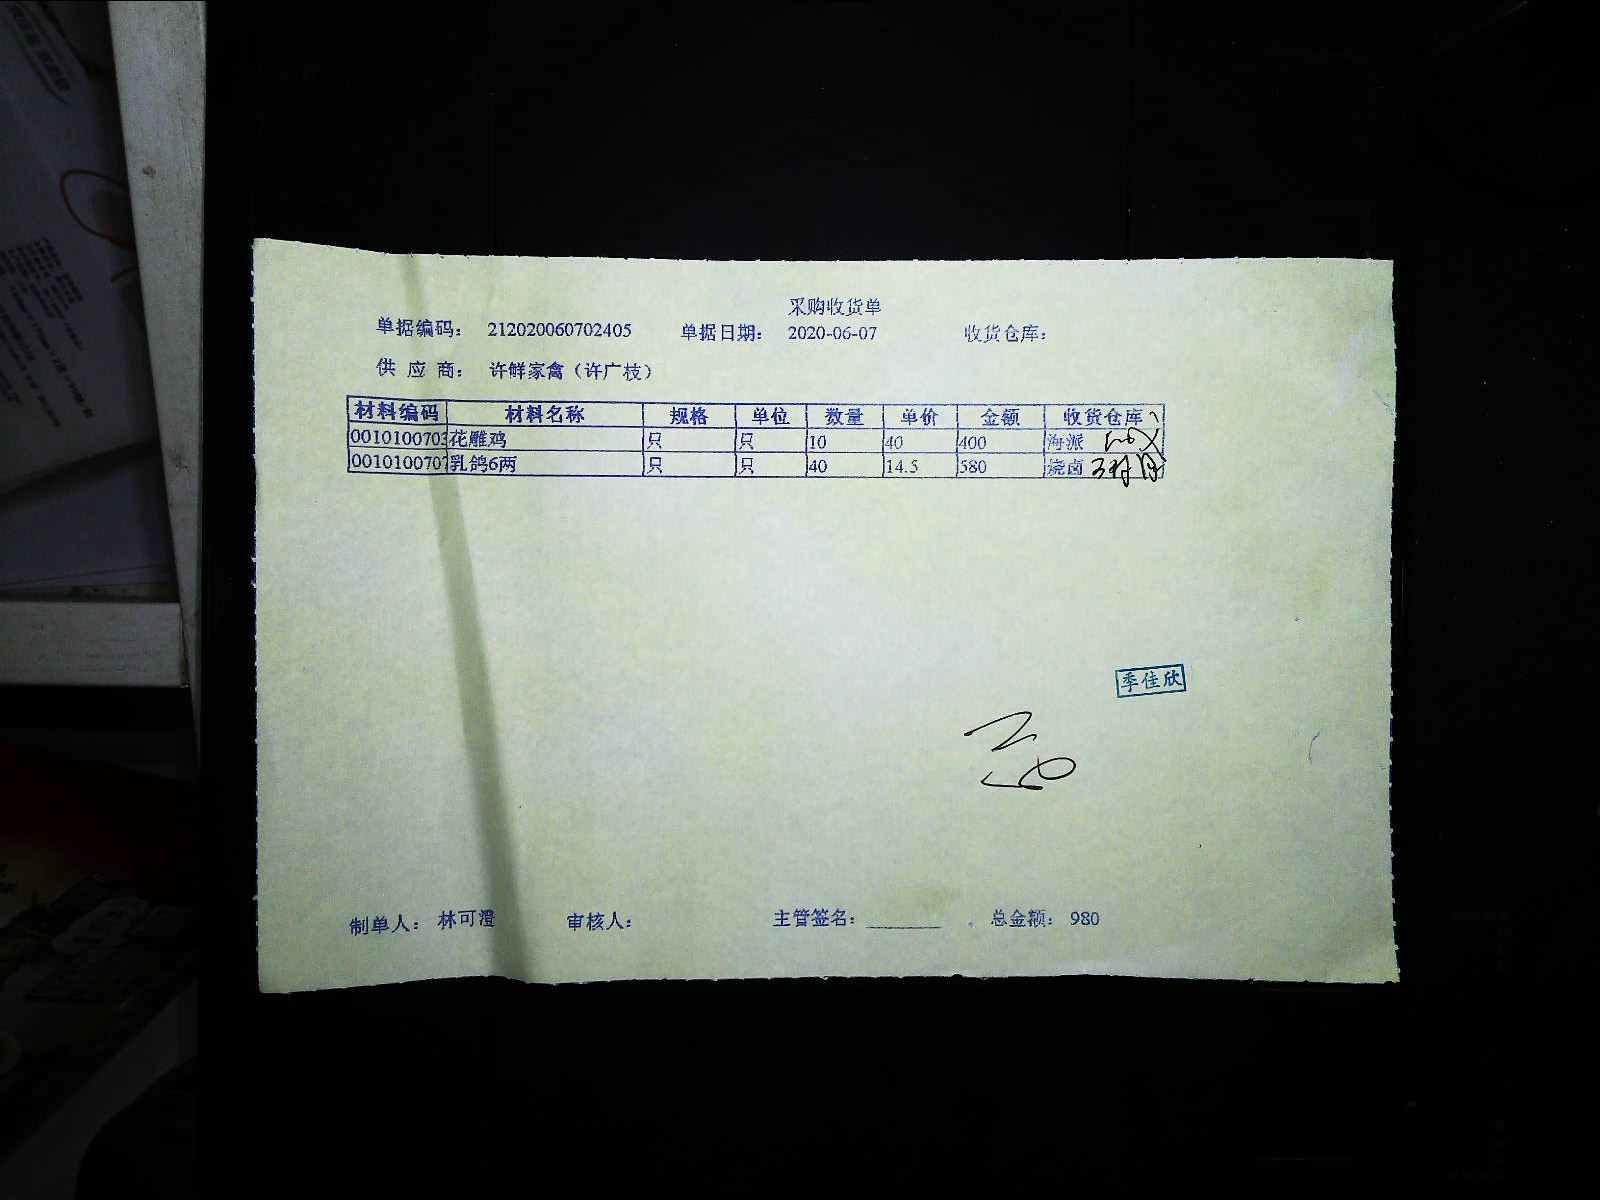 采购收货单
单据编码： 212020060702405 单据日期： 2020-06-07 收货仓库：
供 应 商： 许鲜家禽（许广枝）
材料编码 材料名称 规格 单位 数量 单价 金额 收货仓库
0010100703 花雕鸡 只 只 10 40 400 海派
0010100707 乳鸽6两 只 只 40 14.5 580 烧卤
季佳欣
制单人： 林可澄 审核人： 主管签名： ________ 总金额： 980